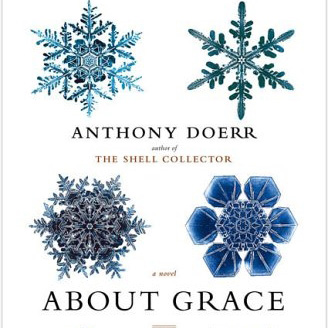 ANTHONY DOERR
author of
THE SHELL COLLECTOR
a novel
ABOUT GRACE